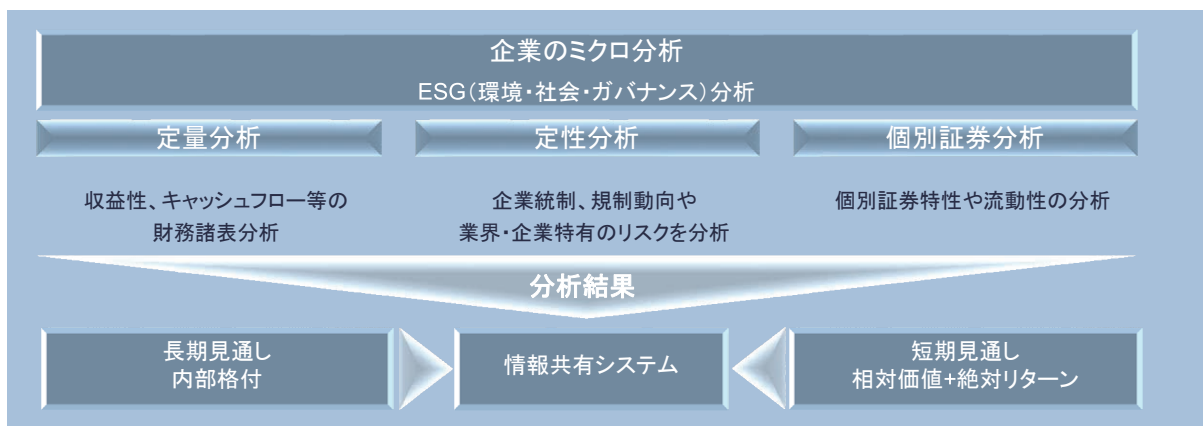 企業のミクロ分析
ESG(環境・社会・ガバナンス)分析
定量分析
定性分析
個別証券分析
収益性、キャッシュフロー等の
財務諸表分析
企業統制、規制動向や
業界・企業特有のリスクを分析
個別証券特性や流動性の分析
分析結果
長期見通し
内部格付
情報共有システム
短期見通し
相対価値+絶対リターン